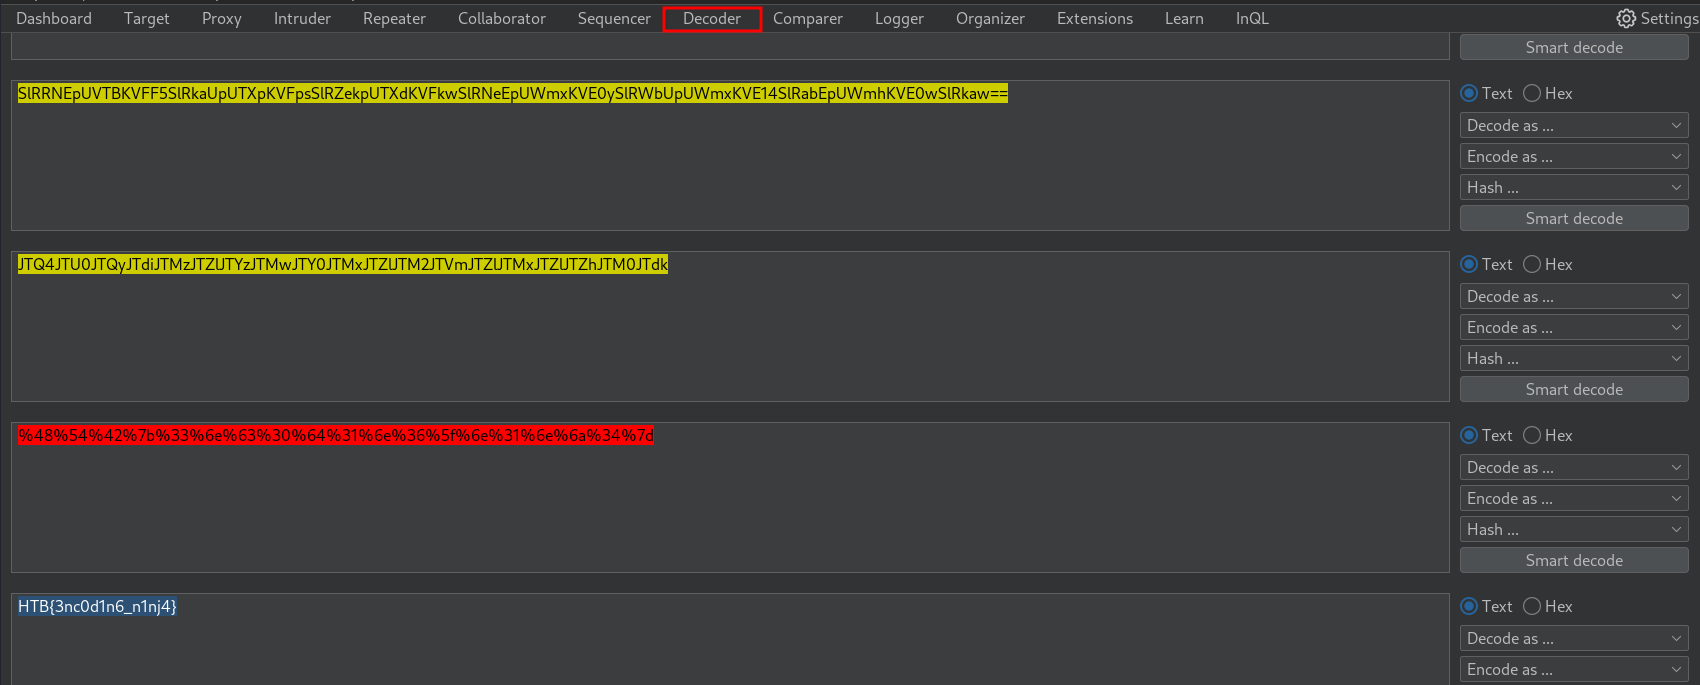 Dashboard Target Proxy Intruder Repeater Collaborator Sequencer Decoder Comparer Logger Organizer Extensions Learn InQL Settings
Smart decode
SlRRNEpUVTBKVFF5SlRkaUpUTXpKVFpsSlRZekpUTXdKVFkwSlRNeEpUWmxKVE0ySlRWbUpUWmxKVE14SlRabEpUWmhKVE0wSlRkaw==
Text Hex
Decode as ...
Encode as ...
Hash ...
Smart decode
JTQ4JTU0JTQyJTdiJTMzJTZlJTYzJTMwJTY0JTMxJTZlJTM2JTVmJTZlJTMxJTZlJTZhJTM0JTdk
Text Hex
Decode as ...
Encode as ...
Hash ...
Smart decode
%48%54%42%7b%33%6e%63%30%64%31%6e%36%5f%6e%31%6e%6a%34%7d
Text Hex
Decode as ...
Encode as ...
Hash ...
Smart decode
HTB{3nc0d1n6_n1nj4}
Text Hex
Decode as ...
Encode as ...